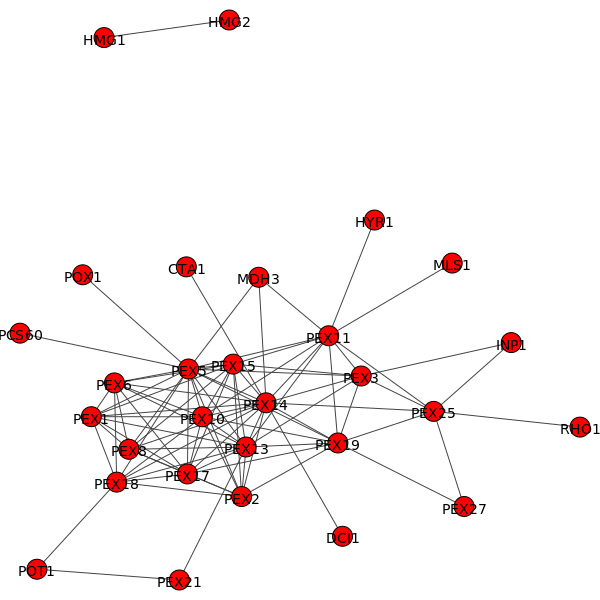 HMG2
HMG1
HYR1
MLS1
CTA1
POX1
MDH3
PCS60
PEX11
INP1
PEX5
PEX15
PEX3
PEX6
PEX14
PEX25
PEX1
PEX10
RHO1
PEX19
PEX13
PEX8
PEX17
PEX18
PEX2
PEX27
DCI1
POT1
PEX21